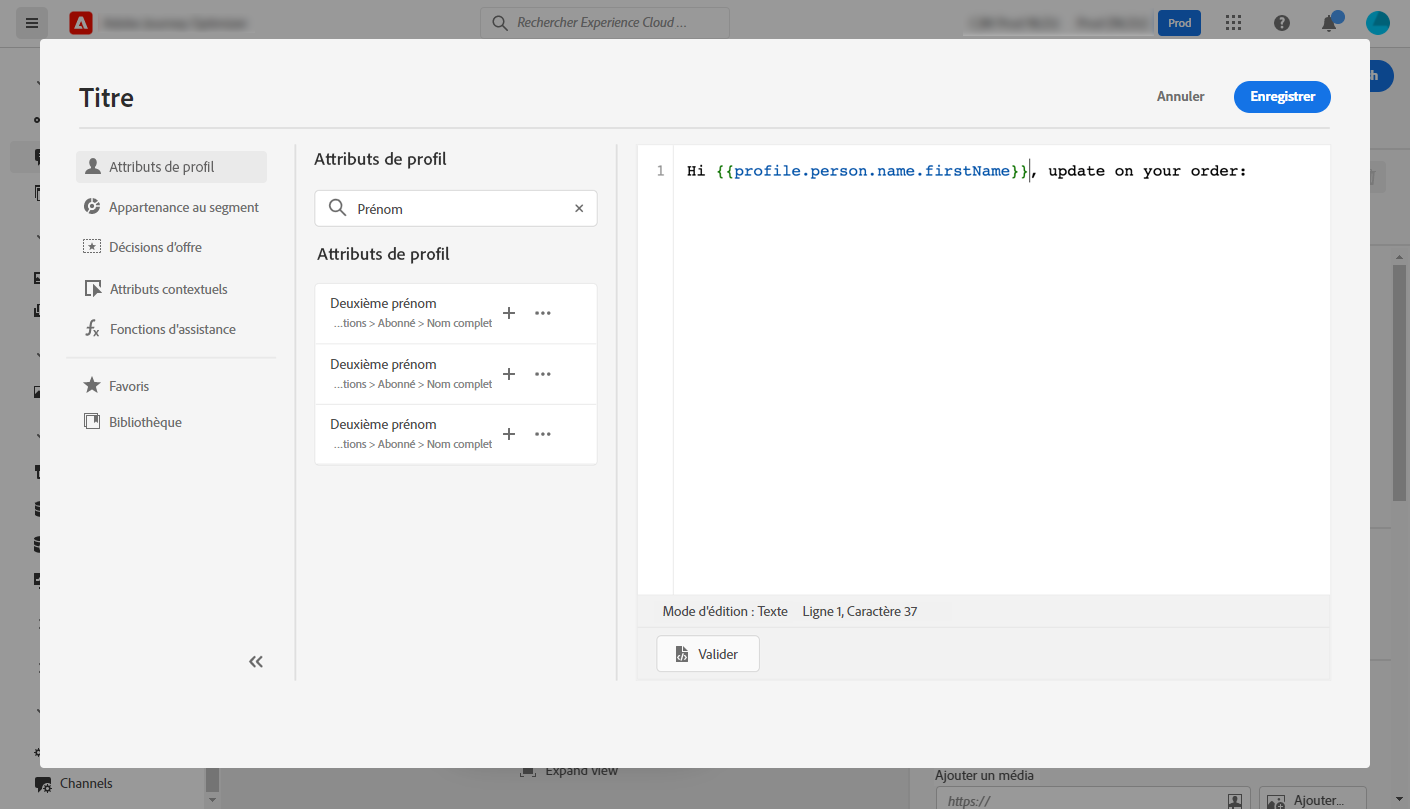 Rechercher Experience Cloud ...
Prod
Titre
Annuler
Enregistrer
Attributs de profil
Appartenance au segment
Décisions d'offre
Attributs contextuels
Fonctions d'assistance
Favoris
Bibliothèque
Attributs de profil
Prénom
Attributs de profil
Deuxième prénom
...tions > Abonné > Nom complet
Deuxième prénom
...tions > Abonné > Nom complet
Deuxième prénom
...tions > Abonné > Nom complet
1 Hi {{profile.person.name.firstName}}, update on your order:
Mode d'édition : Texte Ligne 1, Caractère 37
Valider
Channels
Expand view
Ajouter un média
https://
Ajouter...